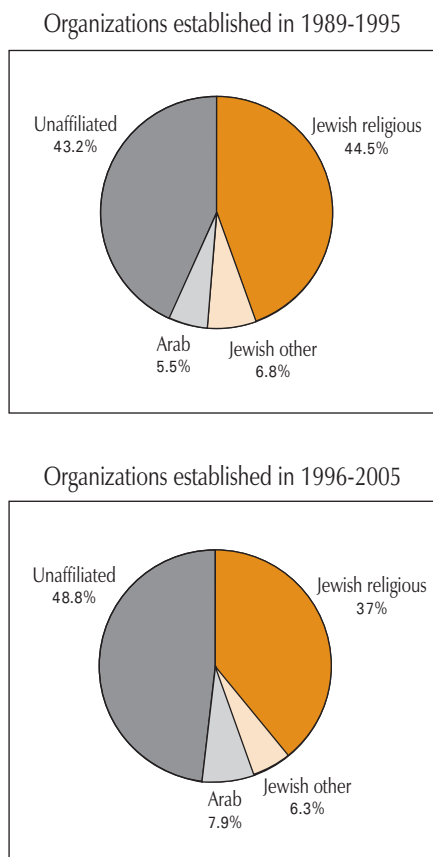 Organizations established in 1989-1995
Unaffiliated
43.2%
Jewish religious
44.5%
Arab
5.5%
Jewish other
6.8%
Organizations established in 1996-2005
Unaffiliated
48.8%
Jewish religious
37%
Arab
7.9%
Jewish other
6.3%